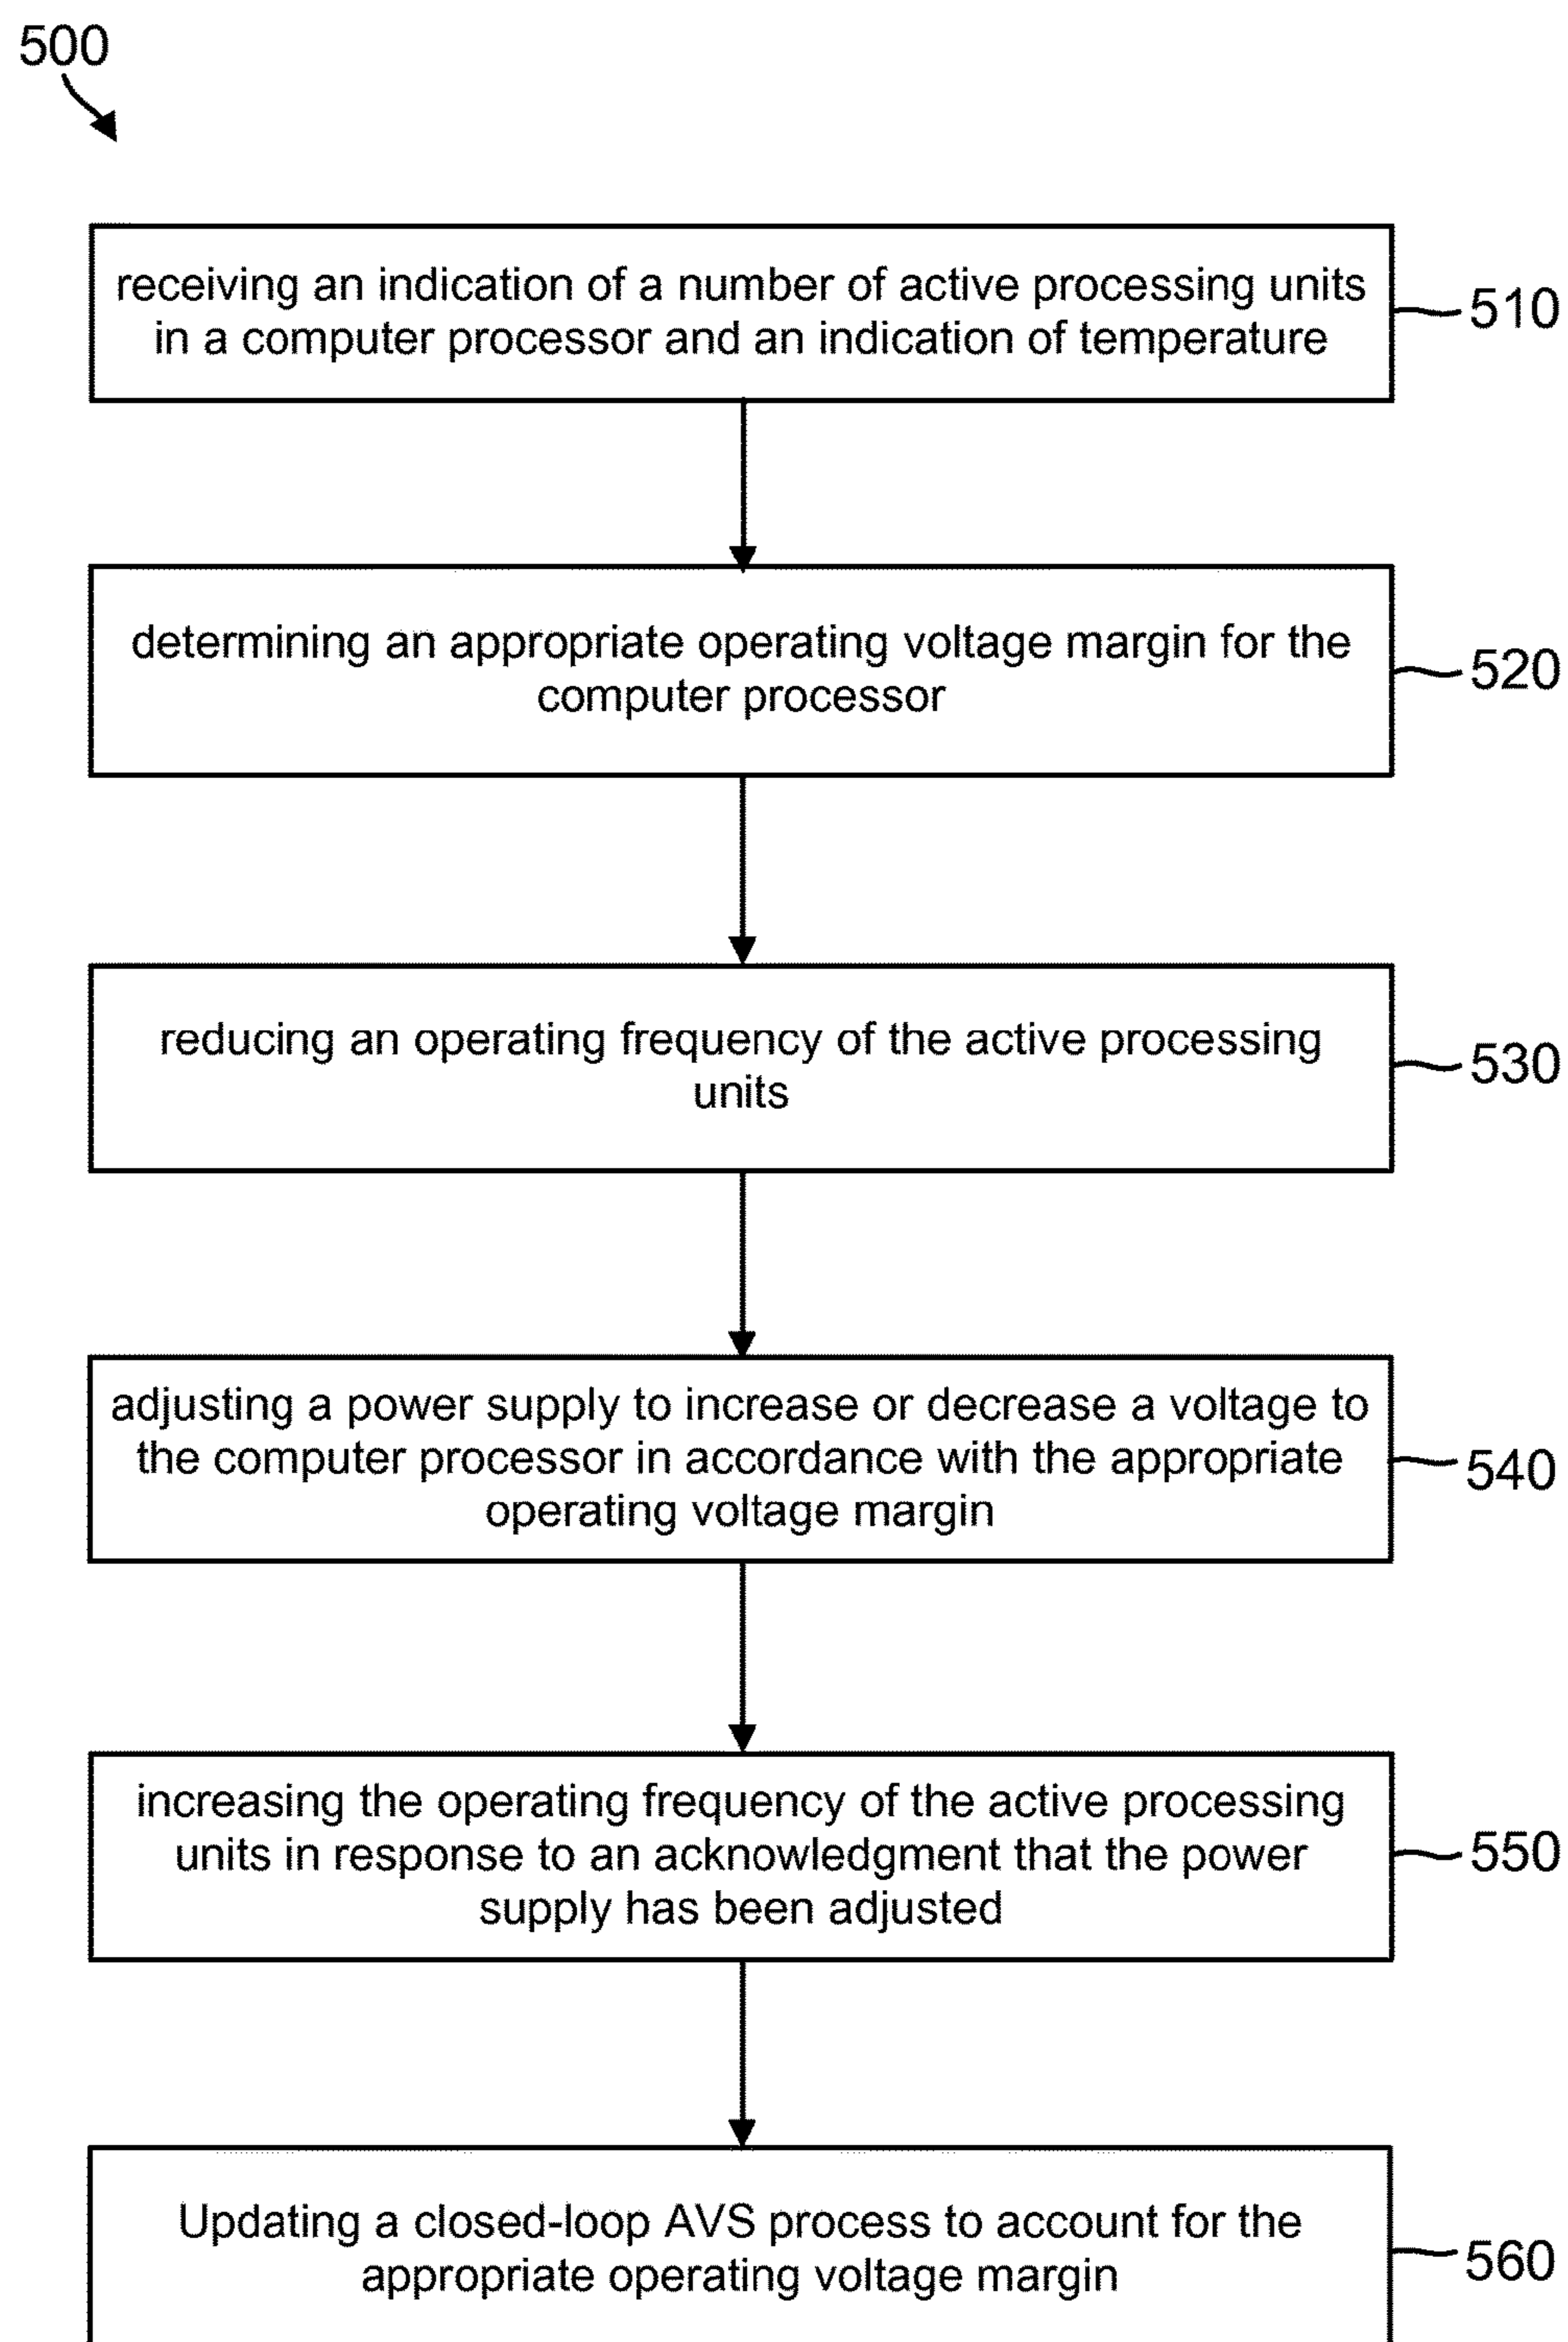 500
receiving an indication of a number of active processing units
in a computer processor and an indication of temperature
510
determining an appropriate operating voltage margin for the
computer processor
520
reducing an operating frequency of the active processing
units
530
adjusting a power supply to increase or decrease a voltage to
the computer processor in accordance with the appropriate
operating voltage margin
540
increasing the operating frequency of the active processing
units in response to an acknowledgment that the power
supply has been adjusted
550
Updating a closed-loop AVS process to account for the
appropriate operating voltage margin
560